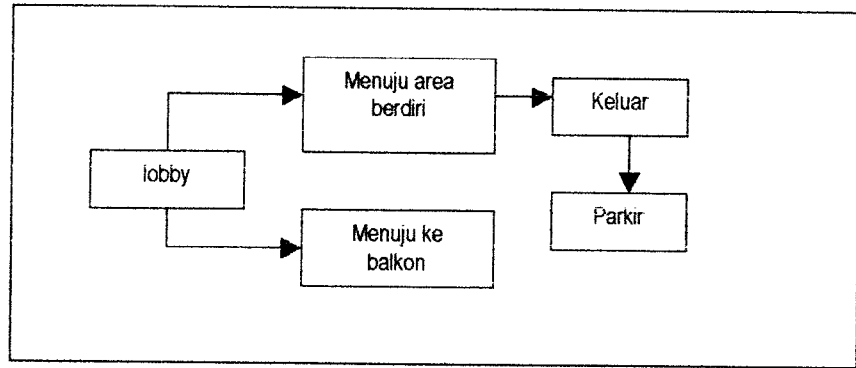 Menuju area
berdiri
Keluar
lobby
Parkir
Menuju ke
balkon